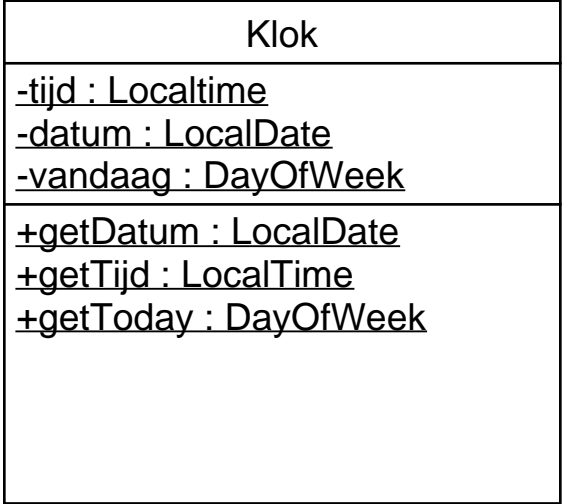 Klok
-tijd : Localtime
-datum : LocalDate
-vandaag : DayOfWeek
+getDatum : LocalDate
+getTijd : LocalTime
+getToday : DayOfWeek